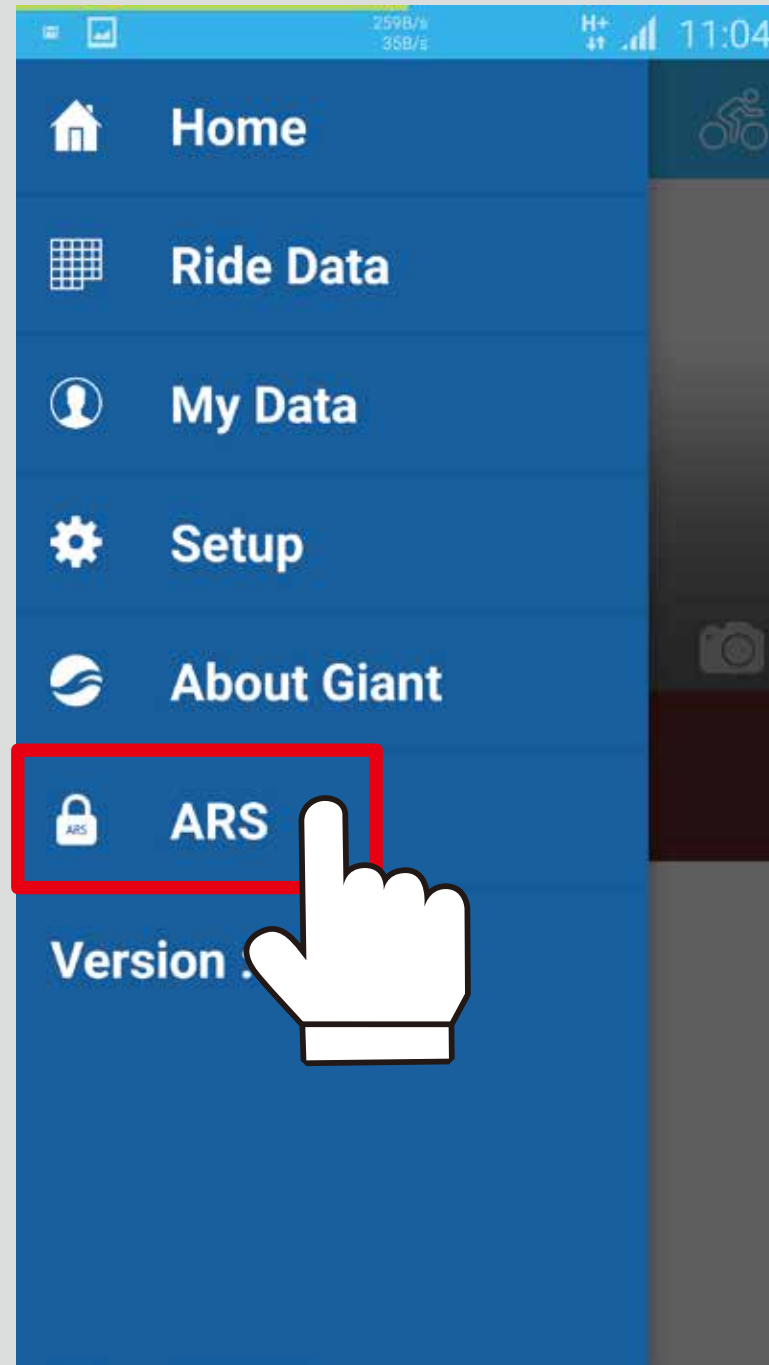 259B/s
35B/s
H+
11:04
Home
Ride Data
My Data
Setup
About Giant
ARS
ARS
Version :